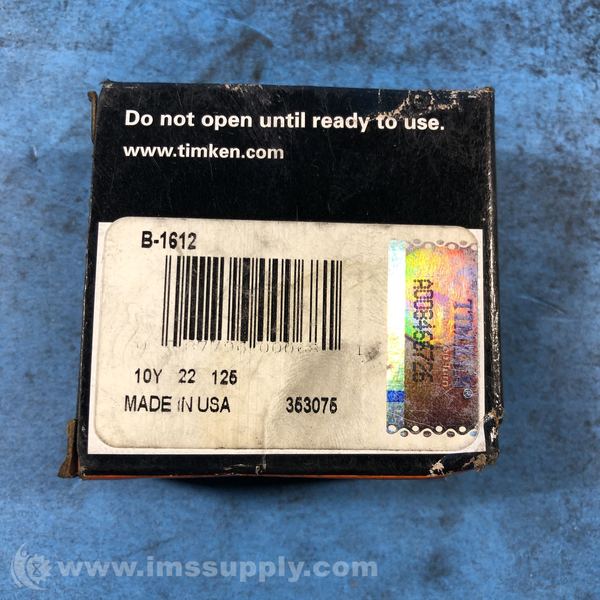 Do not open until ready to use.
www.timken.com
B-1612
10Y 22 125
MADE IN USA 353075
TIMKEN®
www.imssupply.com